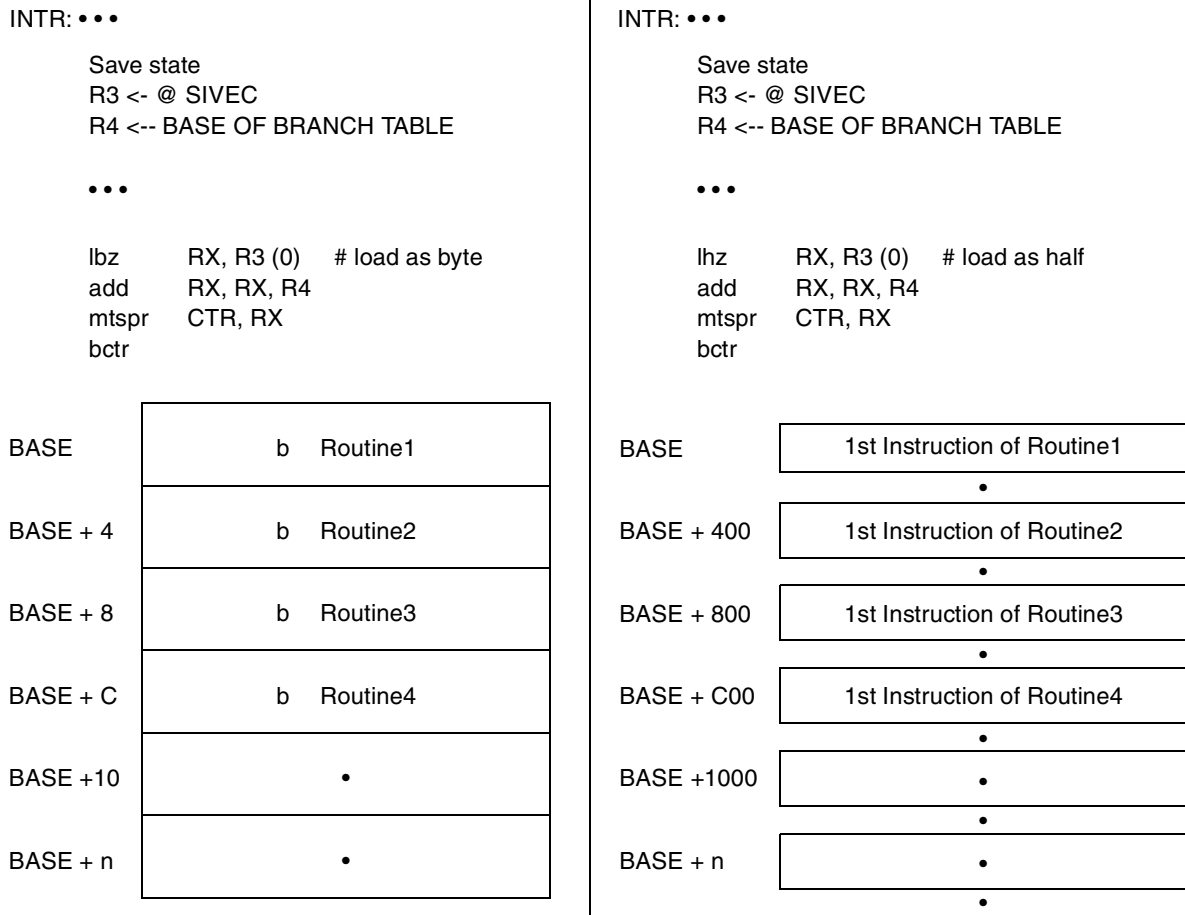 INTR: • • •
Save state
R3 <- @ SIVEC
R4 <-- BASE OF BRANCH TABLE
• • •
lbz RX, R3 (0) # load as byte
add RX, RX, R4
mtspr CTR, RX
bctr
BASE b Routine1
BASE + 4 b Routine2
BASE + 8 b Routine3
BASE + C b Routine4
BASE +10 •
BASE + n •
INTR: • • •
Save state
R3 <- @ SIVEC
R4 <-- BASE OF BRANCH TABLE
• • •
lhz RX, R3 (0) # load as half
add RX, RX, R4
mtspr CTR, RX
bctr
BASE 1st Instruction of Routine1
•
BASE + 400 1st Instruction of Routine2
•
BASE + 800 1st Instruction of Routine3
•
BASE + C00 1st Instruction of Routine4
•
BASE +1000 •
•
BASE + n •
•